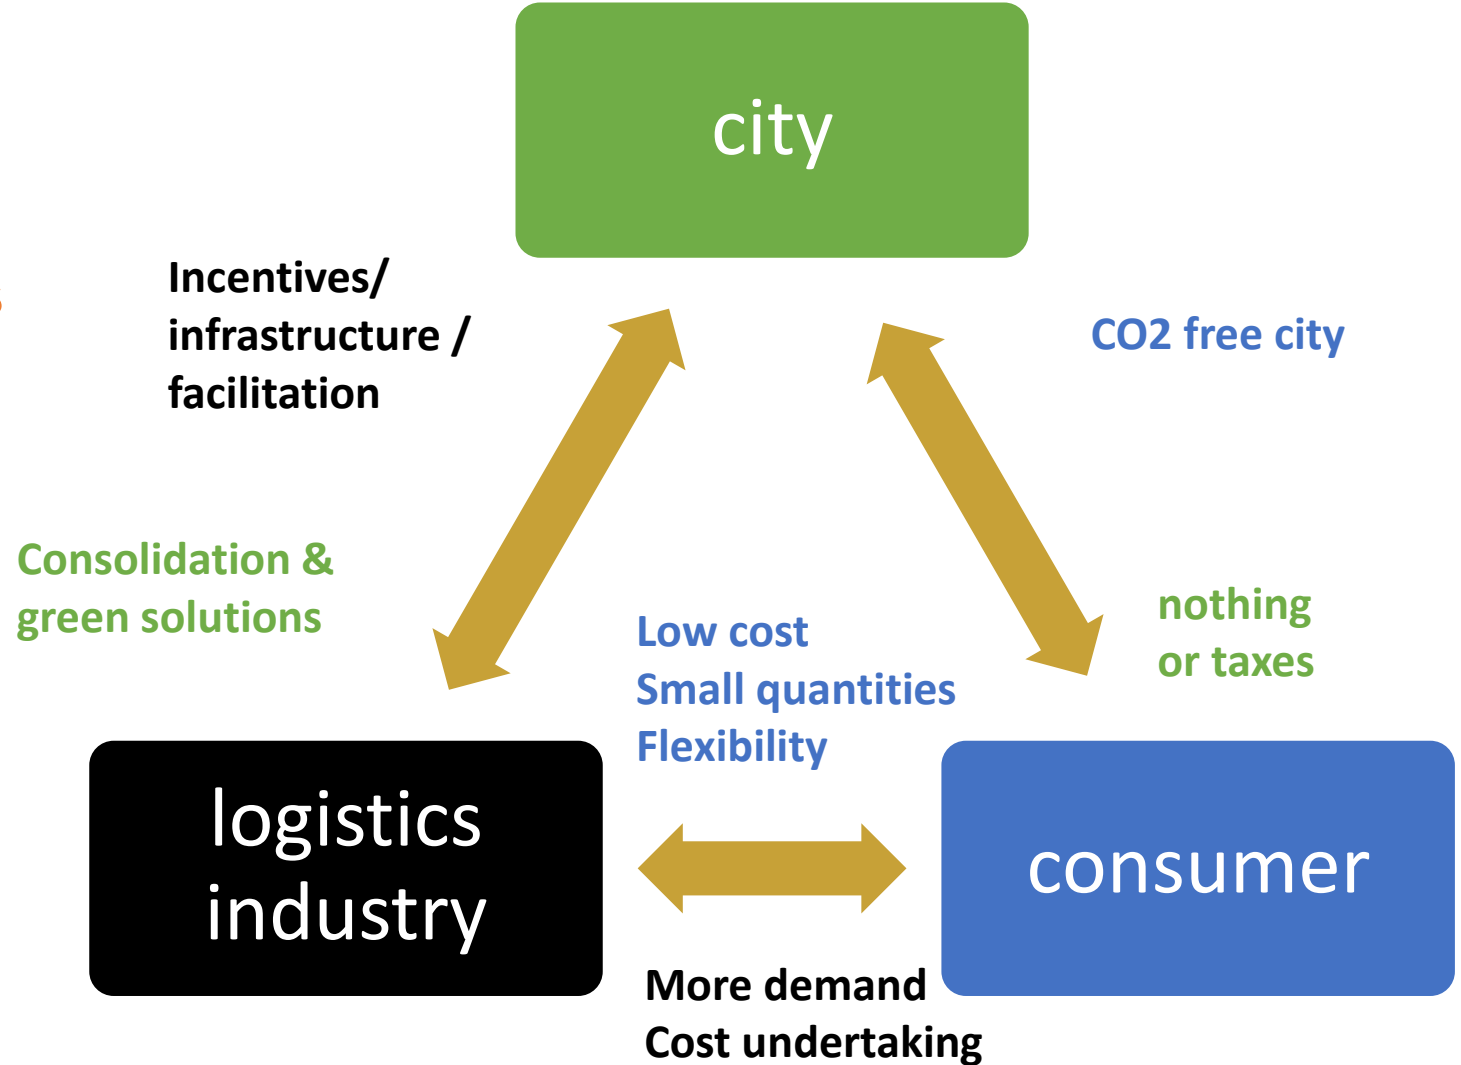 city
Incentives/
infrastructure /
facilitation
CO2 free city
Consolidation &
green solutions
nothing
or taxes
Low cost
Small quantities
Flexibility
logistics
industry
consumer
More demand
Cost undertaking